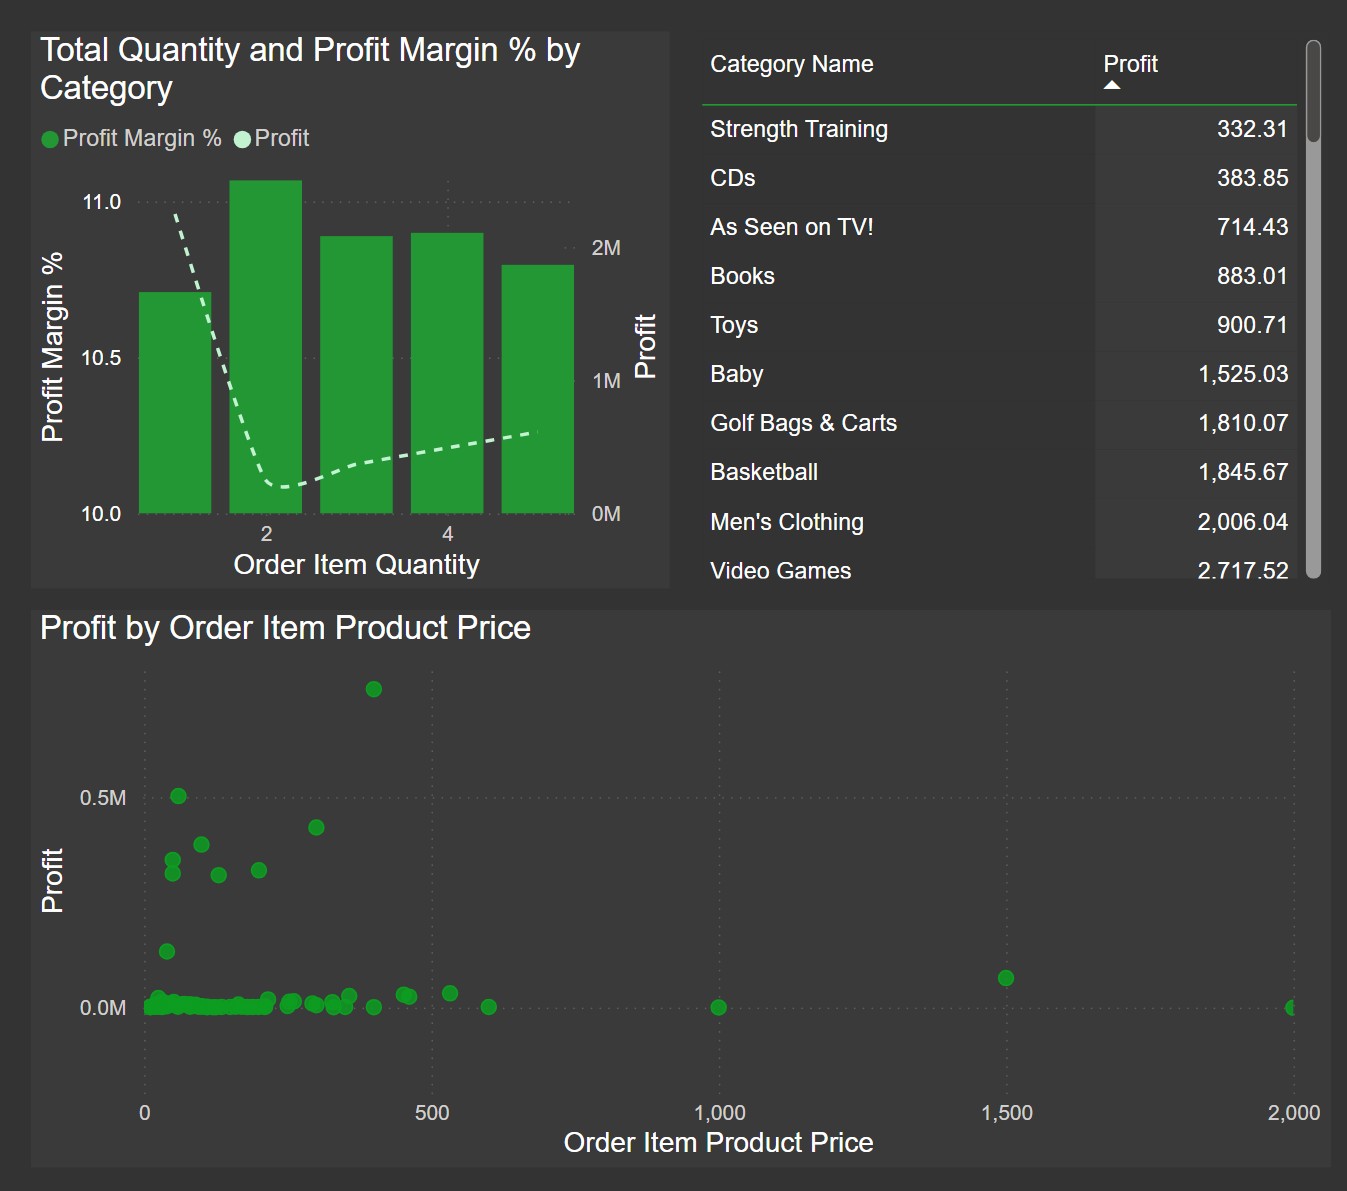 Total Quantity and Profit Margin % by
Category
Profit Margin % Profit
11.0
10.5
10.0
Profit Margin %
2M
1M
0M
Profit
2 4
Order Item Quantity
Category Name Profit
Strength Training 332.31
CDs 383.85
As Seen on TV! 714.43
Books 883.01
Toys 900.71
Baby 1,525.03
Golf Bags & Carts 1,810.07
Basketball 1,845.67
Men's Clothing 2,006.04
Video Games 2,717.52
Profit by Order Item Product Price
0.5M
0.0M
Profit
0 500 1,000 1,500 2,000
Order Item Product Price